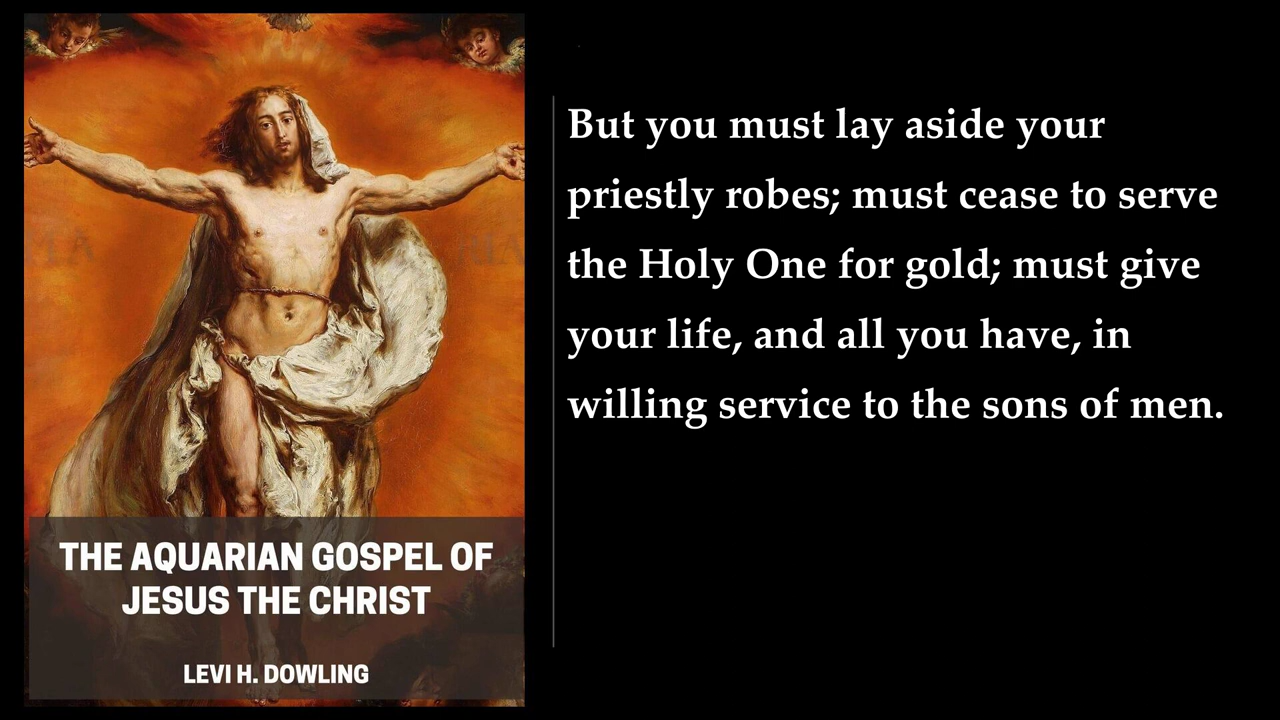 But you must lay aside your
priestly robes; must cease to serve
the Holy One for gold; must give
your life, and all you have, in
willing service to the sons of men.
THE AQUARIAN GOSPEL OF
JESUS THE CHRIST
LEVI H. DOWLING